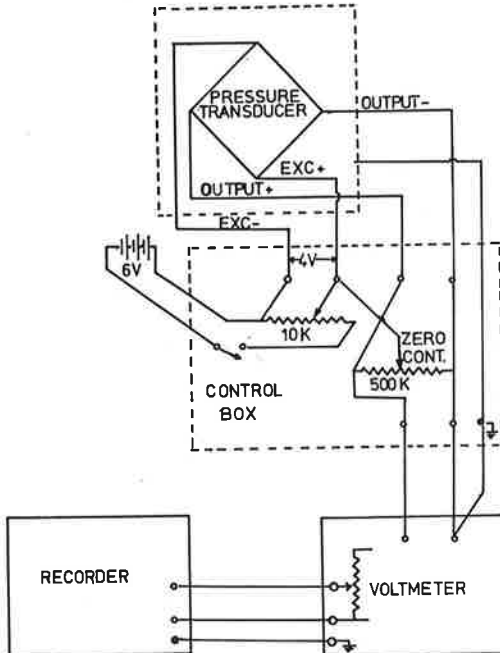 PRESSURE
TRANSDUCER
OUTPUT-
EXC+
OUTPUT+
EXC-
4V
6V
10K
ZERO
CONT.
500K
CONTROL
BOX
RECORDER
VOLTMETER